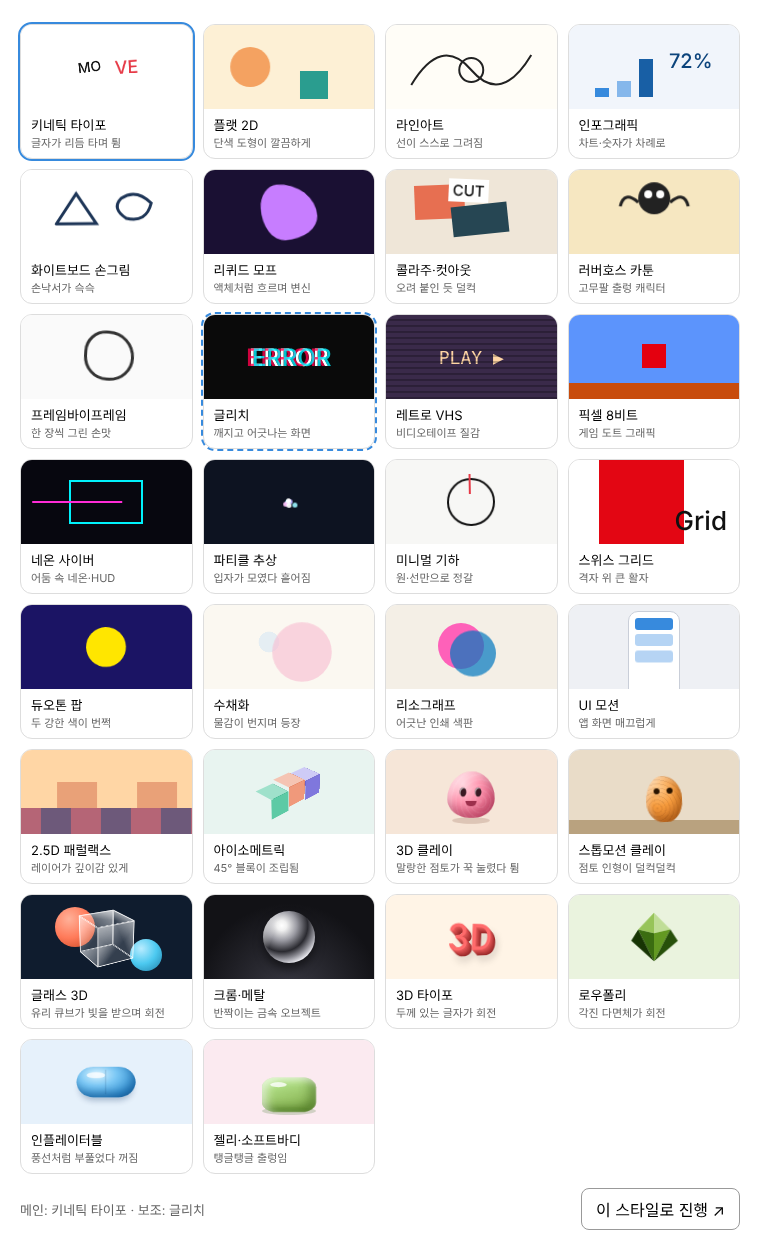 MO VE
키네틱 타이포
글자가 리듬 타며 튐
플랫 2D
단색 도형이 깔끔하게
라인아트
선이 스스로 그려짐
72%
인포그래픽
차트·숫자가 차례로
화이트보드 손그림
손낙서가 슥슥
리퀴드 모프
액체처럼 흐르며 변신
CUT
콜라주·컷아웃
오려 붙인 듯 덜컥
러버호스 카툰
고무팔 출렁 캐릭터
프레임바이프레임
한 장씩 그린 손맛
ERROR
글리치
깨지고 어긋나는 화면
PLAY ▶
레트로 VHS
비디오테이프 질감
픽셀 8비트
게임 도트 그래픽
네온 사이버
어둠 속 네온·HUD
파티클 추상
입자가 모였다 흩어짐
미니멀 기하
원·선만으로 정갈
Grid
스위스 그리드
격자 위 큰 활자
듀오톤 팝
두 강한 색이 번쩍
수채화
물감이 번지며 등장
리소그래프
어긋난 인쇄 색판
UI 모션
앱 화면 매끄럽게
2.5D 패럴랙스
레이어가 깊이감 있게
아이소메트릭
45° 블록이 조립됨
3D 클레이
말랑한 점토가 꾹 눌렸다 튐
스톱모션 클레이
점토 인형이 덜컥덜컥
글래스 3D
유리 큐브가 빛을 받으며 회전
크롬·메탈
반짝이는 금속 오브젝트
3D
3D 타이포
두께 있는 글자가 회전
로우폴리
각진 다면체가 회전
인플레이터블
풍선처럼 부풀었다 꺼짐
젤리·소프트바디
탱글탱글 출렁임
메인: 키네틱 타이포 · 보조: 글리치
이 스타일로 진행 ↗